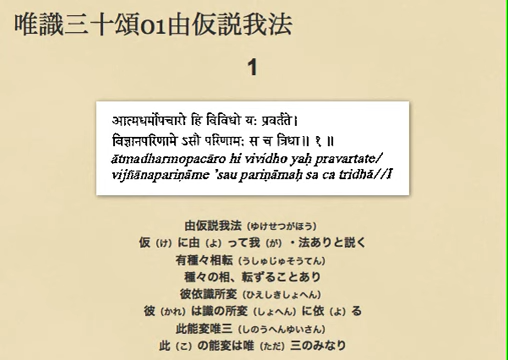 唯識三十頌01由仮説我法
1
आत्मधर्मोपचारो हि विविधो यः प्रवर्तते।
विज्ञानपरिणामे ऽसौ परिणामः स च त्रिधा॥ १ ॥
ātmadharmopacāro hi vividho yaḥ pravartate/
vijñānapariṇāme 'sau pariṇāmaḥ sa ca tridhā//1
由仮説我法（ゆけせつがほう）
仮（け）に由（よ）って我（が）・法ありと説く
有種々相転（うしゅじゅそうてん）
種々の相、転ずることあり
彼依識所変（ひえしきしょへん）
彼（かれ）は識の所変（しょへん）に依（よ）る
此能変唯三（しのうへんゆいさん）
此（こ）の能変は唯（ただ）三のみなり